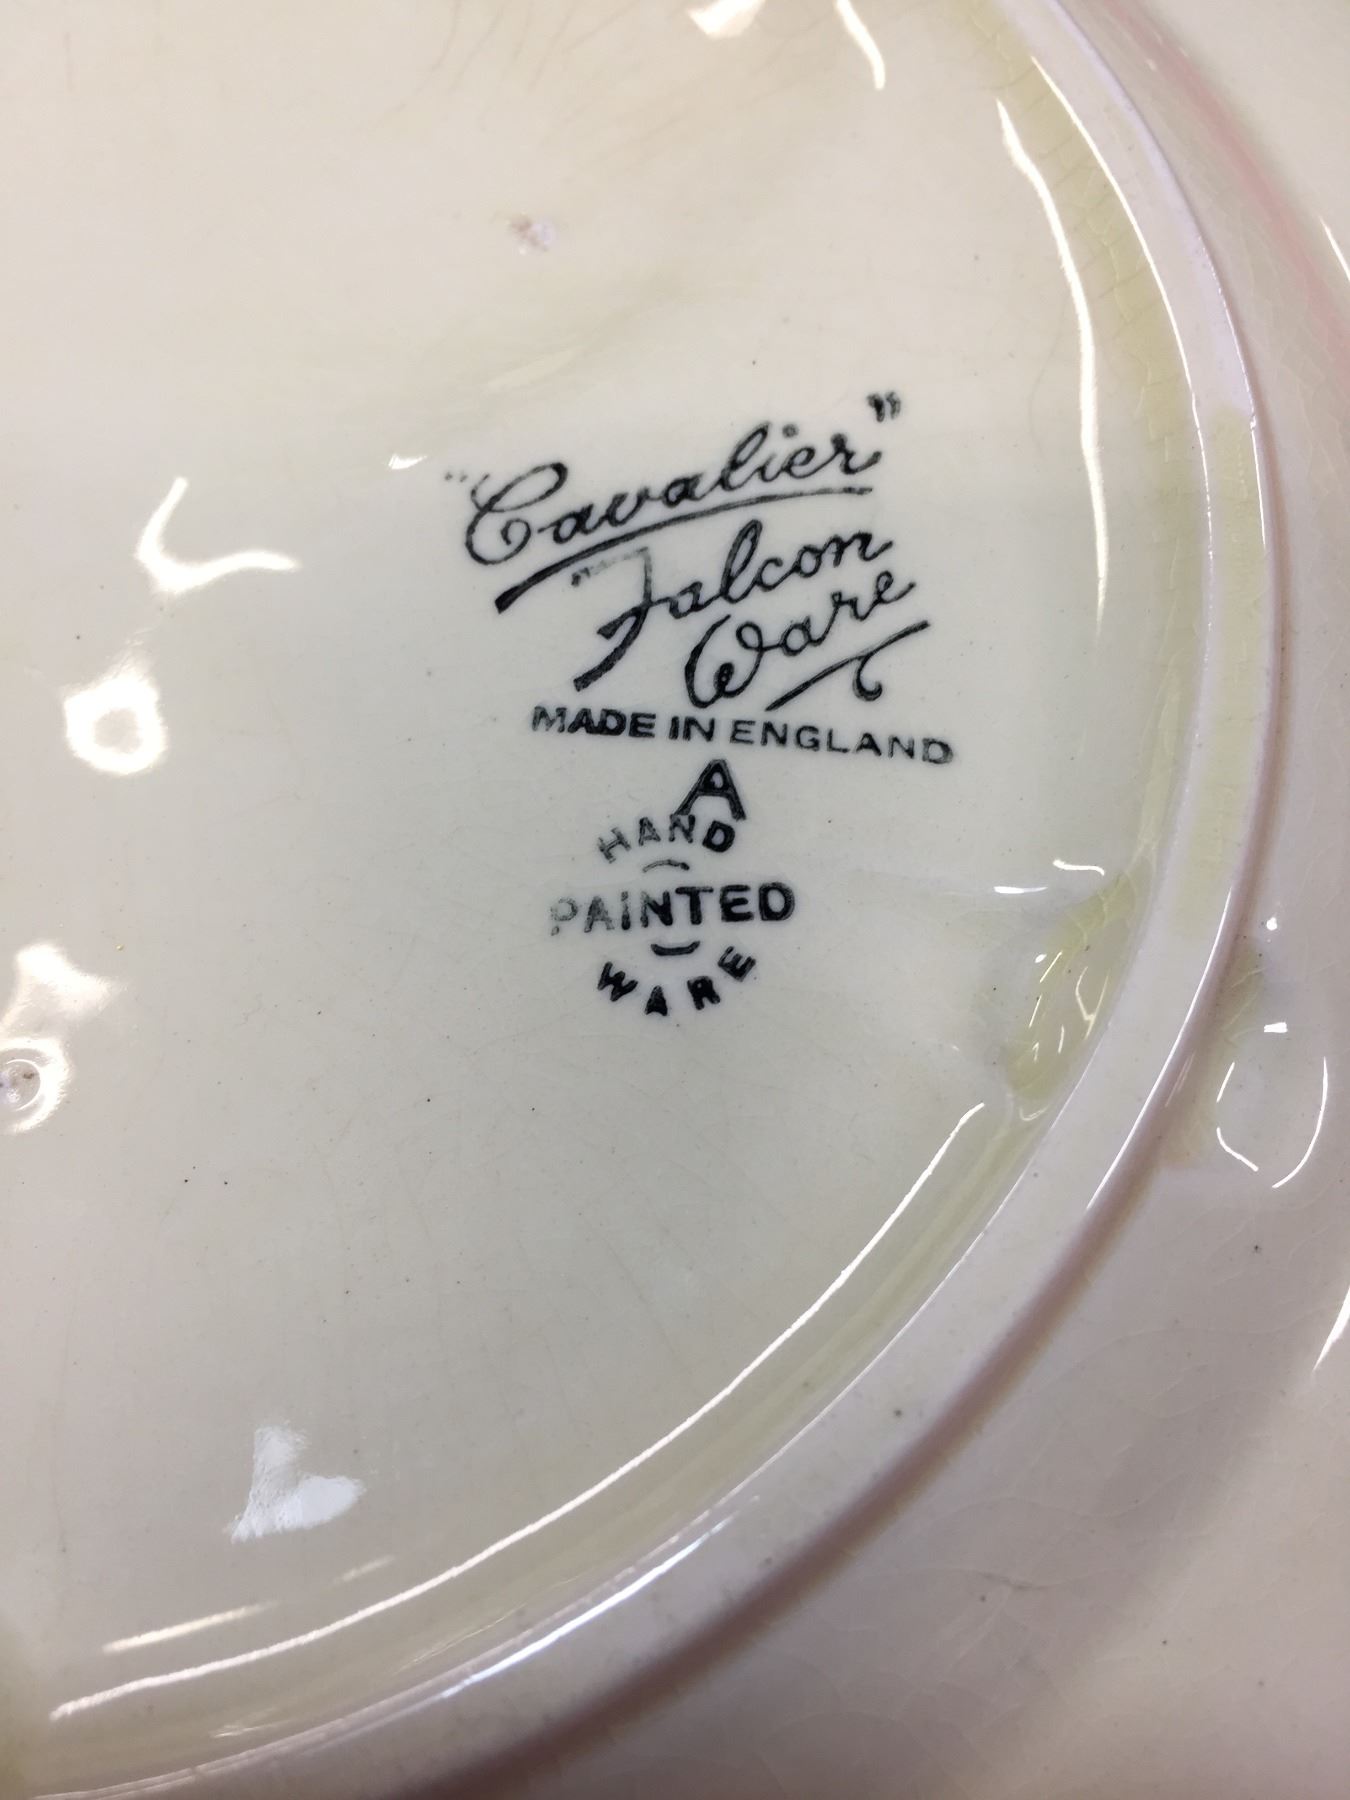 "Cavalier"
Falcon
Ware
MADE IN ENGLAND
A
HAND
PAINTED
WARE